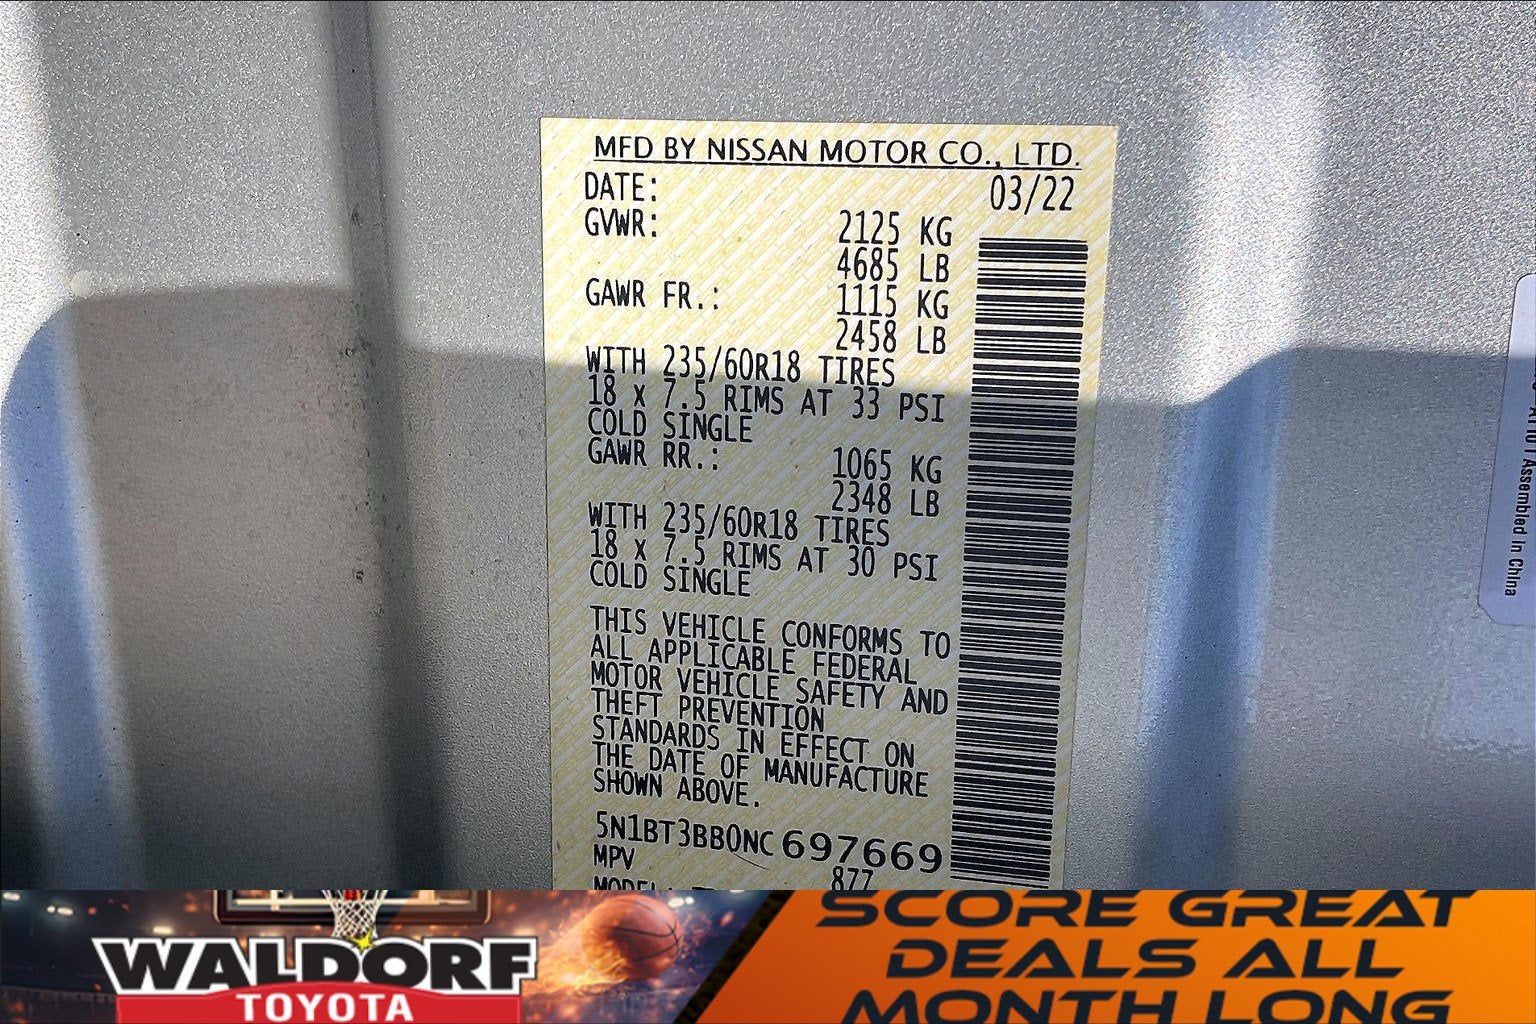 MFD BY NISSAN MOTOR CO., LTD.
DATE: 03/22
GVWR: 2125 KG
4685 LB
GAWR FR.: 1115 KG
2458 LB
WITH 235/60R18 TIRES
18 x 7.5 RIMS AT 33 PSI
COLD SINGLE
GAWR RR.: 1065 KG
2348 LB
WITH 235/60R18 TIRES
18 x 7.5 RIMS AT 30 PSI
COLD SINGLE
THIS VEHICLE CONFORMS TO
ALL APPLICABLE FEDERAL
MOTOR VEHICLE SAFETY AND
THEFT PREVENTION
STANDARDS IN EFFECT ON
THE DATE OF MANUFACTURE
SHOWN ABOVE.
5N1BT3BB0NC697669
MPV 877
MODEL:
Assembled In China
WALDORF
TOYOTA
SCORE GREAT
DEALS ALL
MONTH LONG